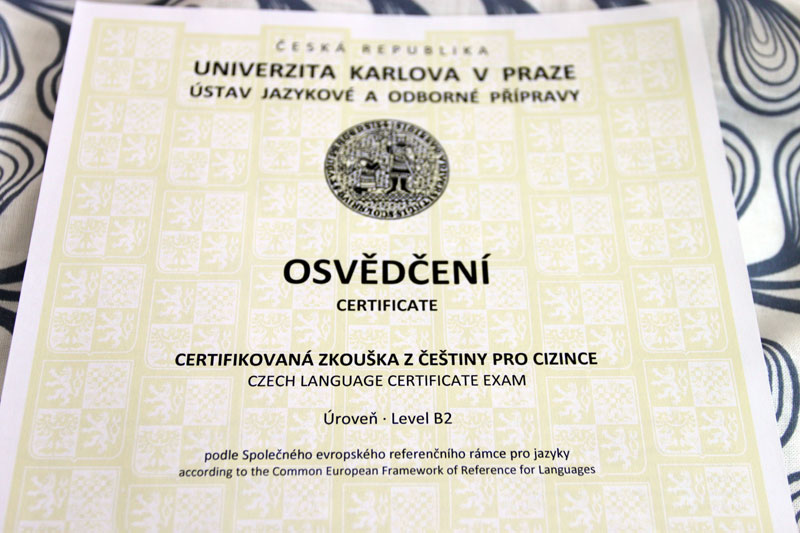 ČESKÁ REPUBLIKA
UNIVERZITA KARLOVA V PRAZE
ÚSTAV JAZYKOVÉ A ODBORNÉ PŘÍPRAVY
OSVĚDČENÍ
CERTIFICATE
CERTIFIKOVANÁ ZKOUŠKA Z ČEŠTINY PRO CIZINCE
CZECH LANGUAGE CERTIFICATE EXAM
Úroveň · Level B2
podle Společného evropského referenčního rámce pro jazyky
according to the Common European Framework of Reference for Languages